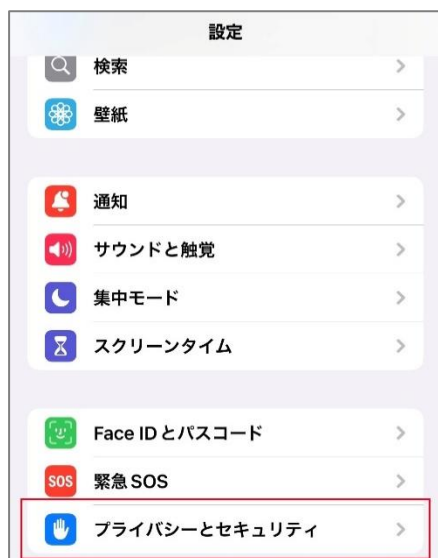 設定
検索
壁紙
通知
サウンドと触覚
集中モード
スクリーンタイム
Face IDとパスコード
SOS 緊急SOS
プライバシーとセキュリティ